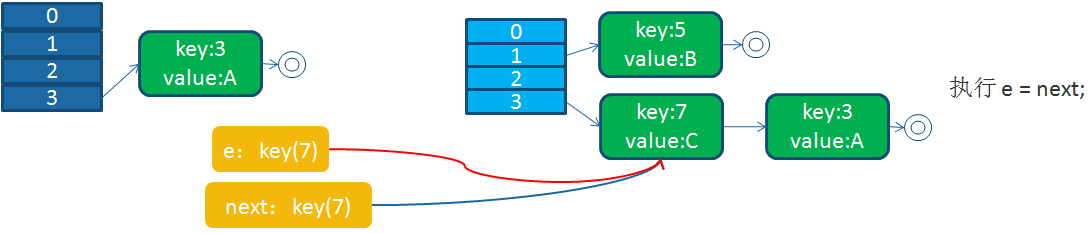 0
1
2
3
key:3
value:A
0
1
2
3
key:5
value:B
key:7
value:C
key:3
value:A
执行 e = next;
e：key(7)
next：key(7)